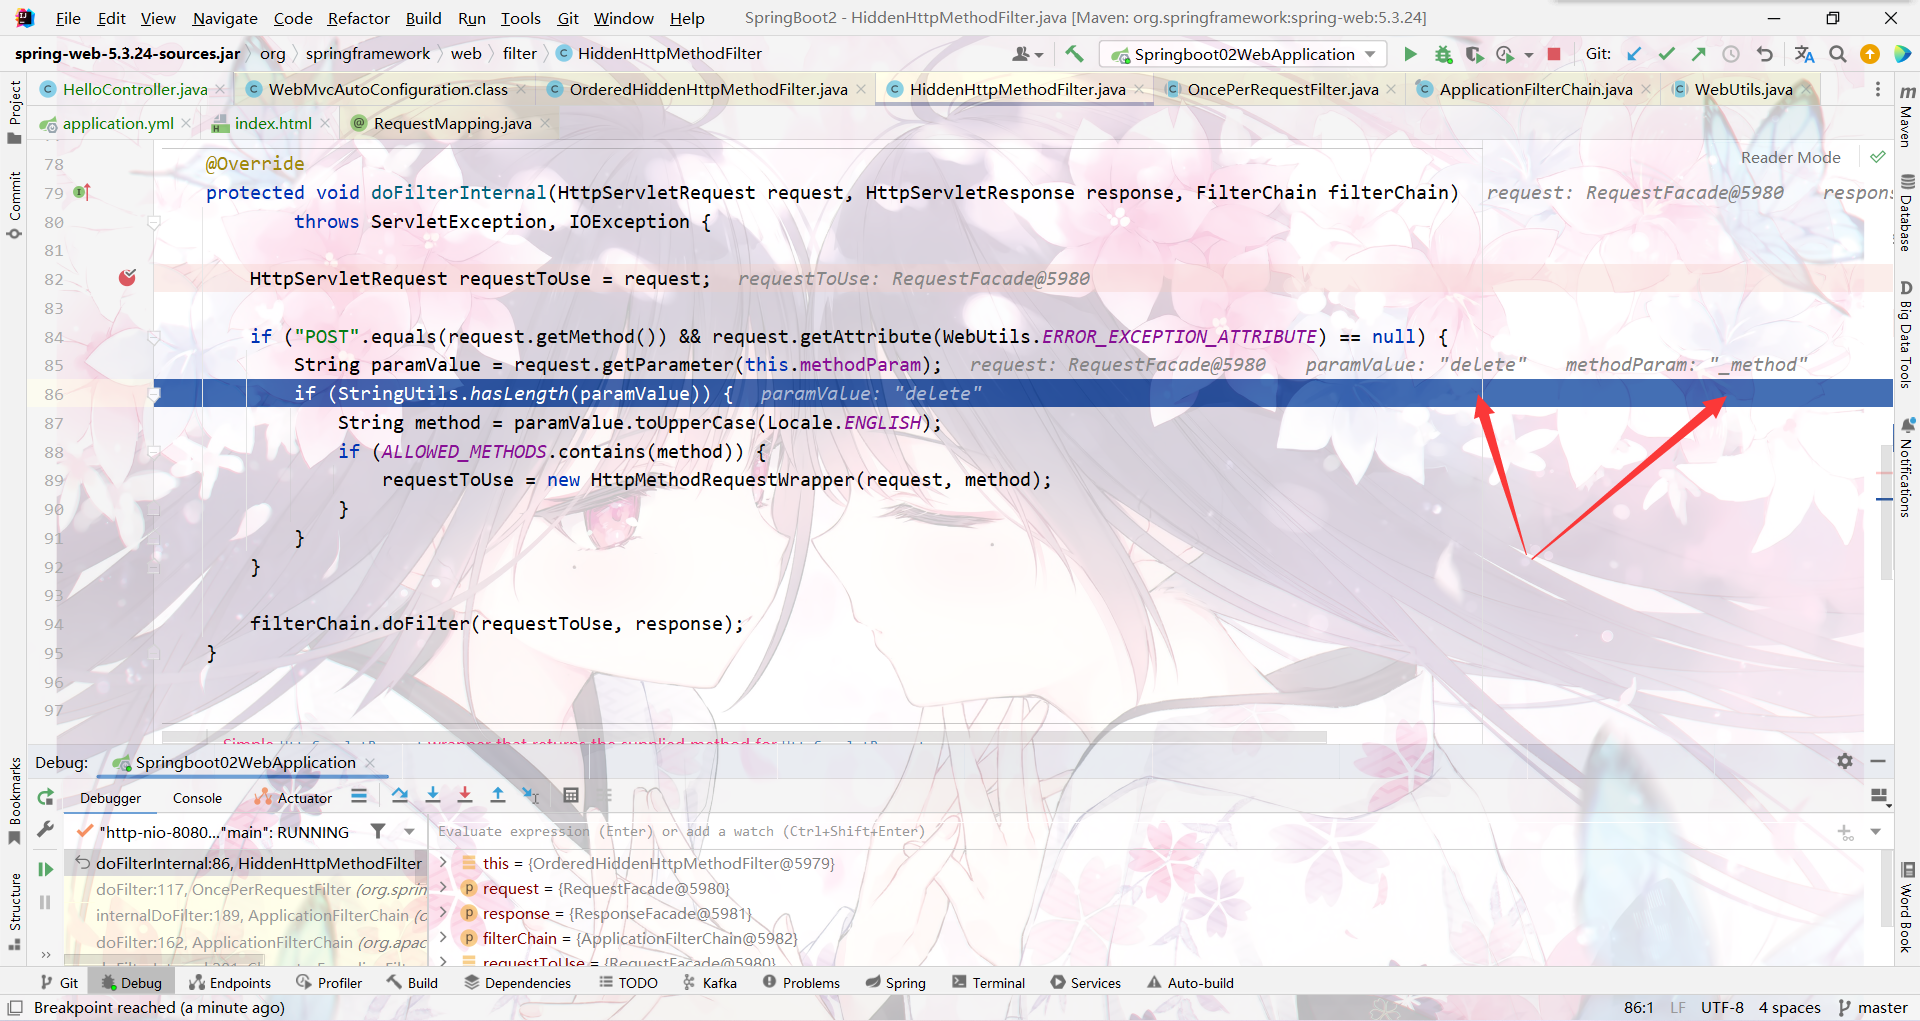 File Edit View Navigate Code Refactor Build Run Tools Git Window Help SpringBoot2 - HiddenHttpMethodFilter.java [Maven: org.springframework:spring-web:5.3.24]
spring-web-5.3.24-sources.jar org springframework web filter HiddenHttpMethodFilter Springboot02WebApplication Git:
HelloController.java WebMvcAutoConfiguration.class OrderedHiddenHttpMethodFilter.java HiddenHttpMethodFilter.java OncePerRequestFilter.java ApplicationFilterChain.java WebUtils.java
application.yml index.html RequestMapping.java
Reader Mode
78 @Override
79 protected void doFilterInternal(HttpServletRequest request, HttpServletResponse response, FilterChain filterChain) request: RequestFacade@5980 respons
80 throws ServletException, IOException {
81
82 HttpServletRequest requestToUse = request; requestToUse: RequestFacade@5980
83
84 if ("POST".equals(request.getMethod()) && request.getAttribute(WebUtils.ERROR_EXCEPTION_ATTRIBUTE) == null) {
85 String paramValue = request.getParameter(this.methodParam); request: RequestFacade@5980 paramValue: "delete" methodParam: "_method"
86 if (StringUtils.hasLength(paramValue)) { paramValue: "delete"
87 String method = paramValue.toUpperCase(Locale.ENGLISH);
88 if (ALLOWED_METHODS.contains(method)) {
89 requestToUse = new HttpMethodRequestWrapper(request, method);
90 }
91 }
92 }
93
94 filterChain.doFilter(requestToUse, response);
95 }
96
97
Project
Commit
Bookmarks
Structure
Maven
Database
Big Data Tools
Notifications
Word Book
Debug: Springboot02WebApplication
Debugger Console Actuator
"http-nio-8080..."main": RUNNING
Evaluate expression (Enter) or add a watch (Ctrl+Shift+Enter)
doFilterInternal:86, HiddenHttpMethodFilter
doFilter:117, OncePerRequestFilter (org.sprin
internalDoFilter:189, ApplicationFilterChain (o
doFilter:162, ApplicationFilterChain (org.apac
this = {OrderedHiddenHttpMethodFilter@5979}
request = {RequestFacade@5980}
response = {ResponseFacade@5981}
filterChain = {ApplicationFilterChain@5982}
requestToUse = {RequestFacade@5980}
Git Debug Endpoints Profiler Build Dependencies TODO Kafka Problems Spring Terminal Services Auto-build
Breakpoint reached (a minute ago) 86:1 LF UTF-8 4 spaces master